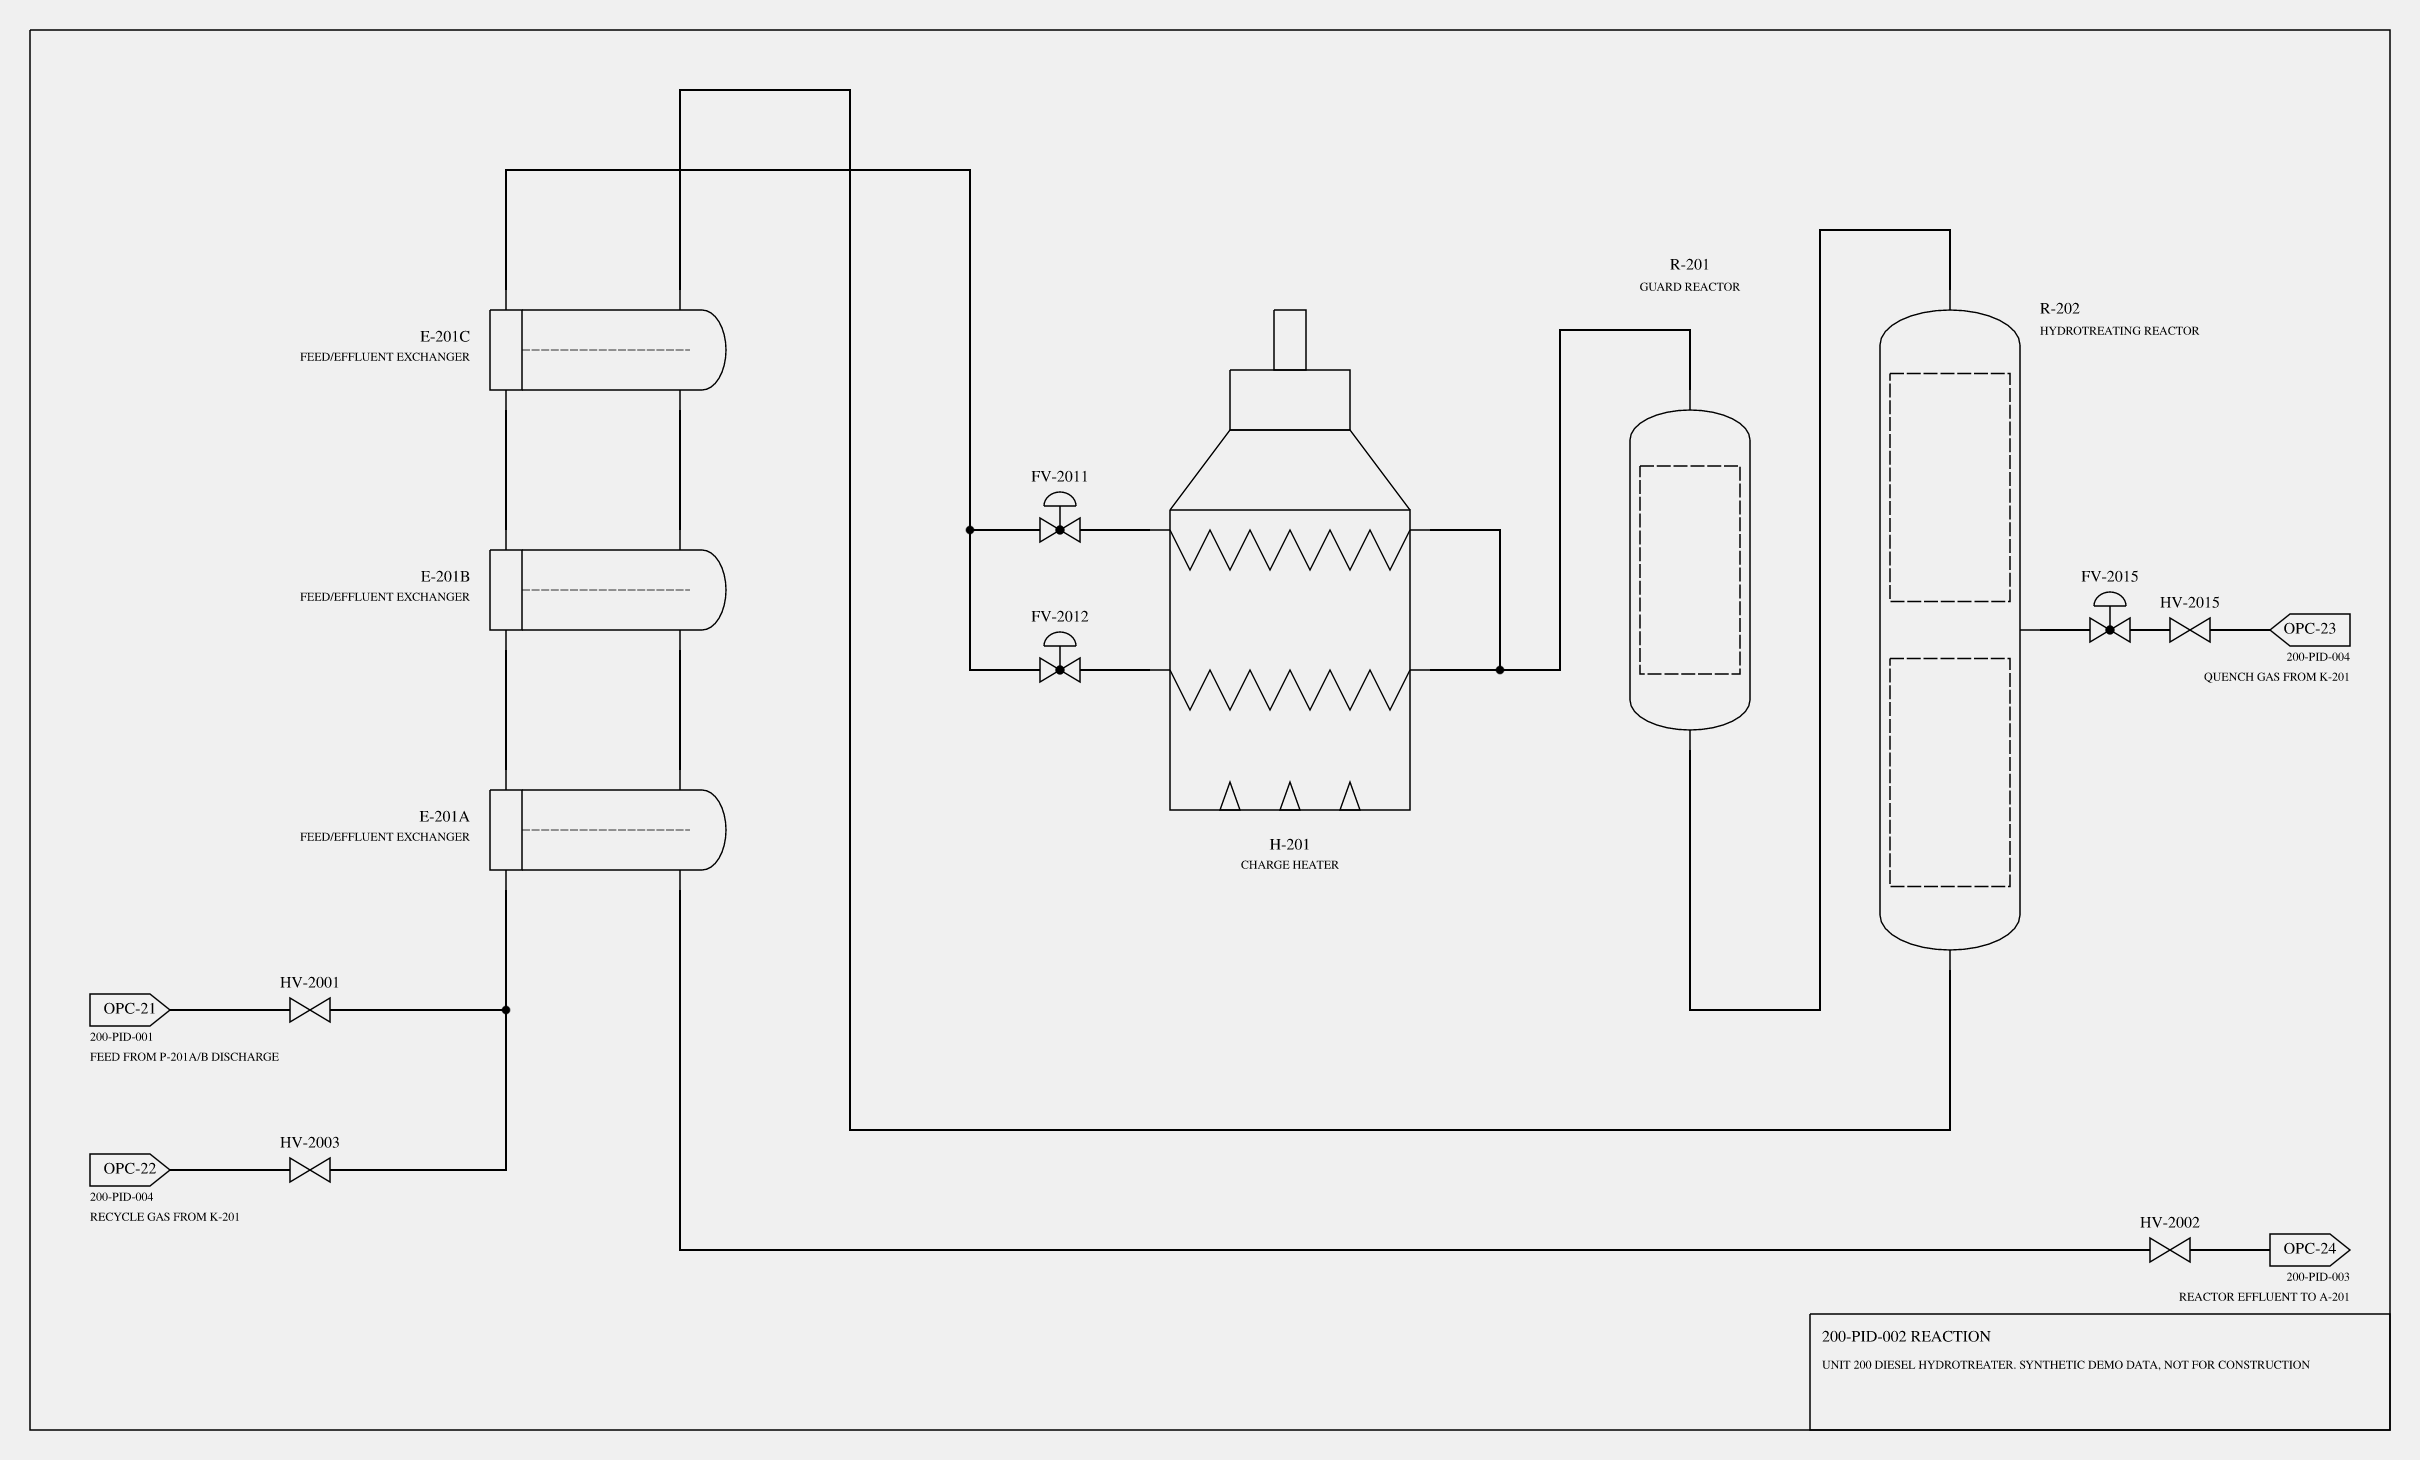 R-201
GUARD REACTOR
R-202
HYDROTREATING REACTOR
E-201C
FEED/EFFLUENT EXCHANGER
FV-2011
E-201B
FEED/EFFLUENT EXCHANGER
FV-2015
HV-2015
FV-2012
OPC-23
200-PID-004
QUENCH GAS FROM K-201
E-201A
FEED/EFFLUENT EXCHANGER
H-201
CHARGE HEATER
HV-2001
OPC-21
200-PID-001
FEED FROM P-201A/B DISCHARGE
HV-2003
OPC-22
200-PID-004
RECYCLE GAS FROM K-201
HV-2002
OPC-24
200-PID-003
REACTOR EFFLUENT TO A-201
200-PID-002 REACTION
UNIT 200 DIESEL HYDROTREATER. SYNTHETIC DEMO DATA, NOT FOR CONSTRUCTION